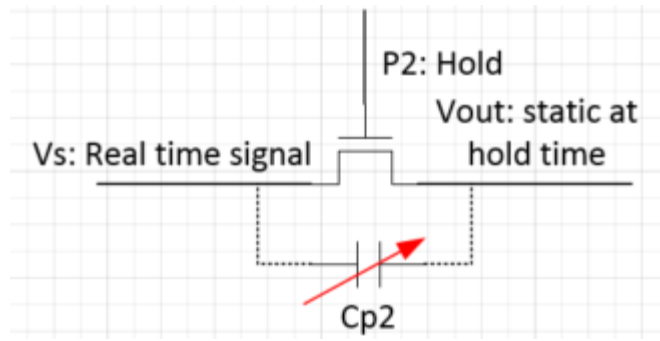 P2: Hold
Vout: static at
Vs: Real time signal
hold time
Cp2